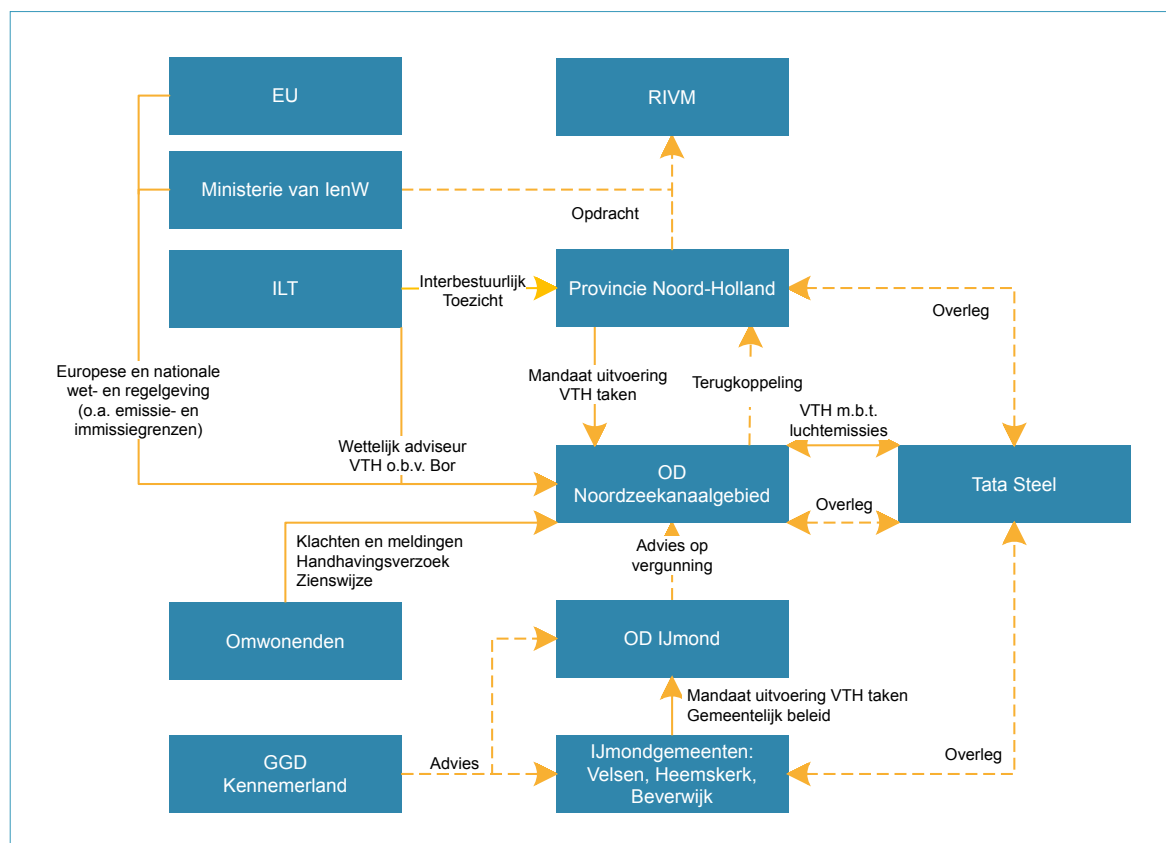 EU
RIVM
Ministerie van IenW
Opdracht
ILT
Interbestuurlijk
Toezicht
Provincie Noord-Holland
Overleg
Europese en nationale
wet- en regelgeving
(o.a. emissie- en
immissiegrenzen)
Mandaat uitvoering
VTH taken
Terugkoppeling
VTH m.b.t.
luchtemissies
Wettelijk adviseur
VTH o.b.v. Bor
OD
Noordzeekanaalgebied
Tata Steel
Overleg
Klachten en meldingen
Handhavingsverzoek
Zienswijze
Advies op
vergunning
Omwonenden
OD IJmond
Mandaat uitvoering VTH taken
Gemeentelijk beleid
GGD
Kennemerland
Advies
IJmondgemeenten:
Velsen, Heemskerk,
Beverwijk
Overleg